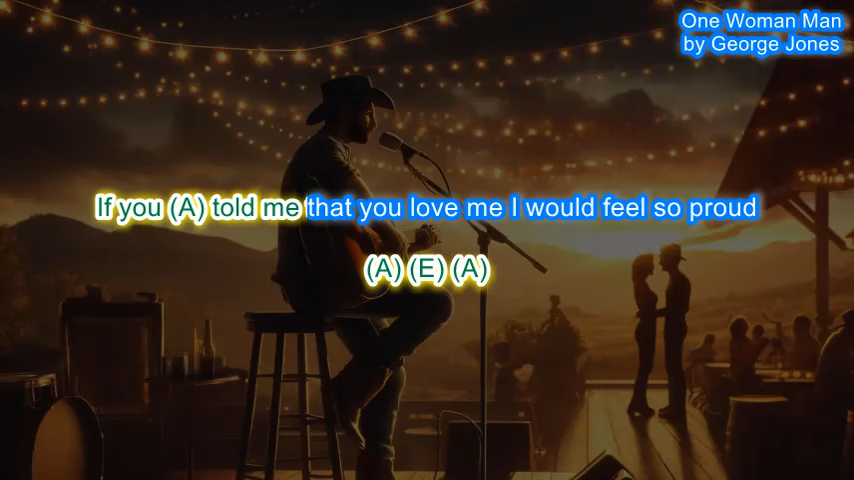 One Woman Man
by George Jones
If you (A) told me that you love me I would feel so proud
(A) (E) (A)